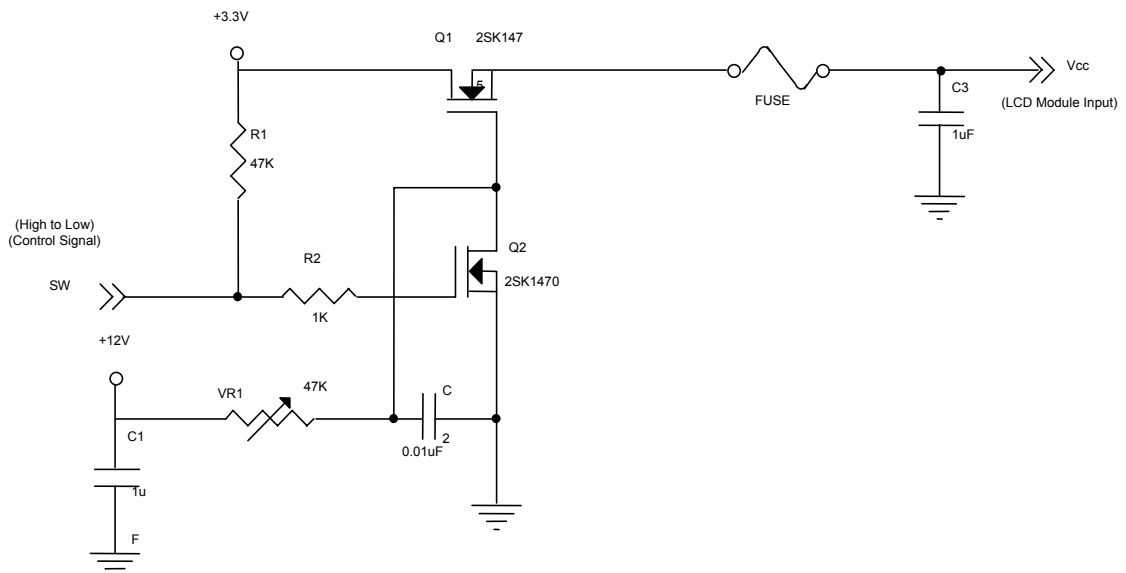 +3.3V
Q1 2SK147
5
Vcc
FUSE
C3
(LCD Module Input)
1uF
R1
47K
(High to Low)
(Control Signal)
SW
R2
1K
Q2
2SK1470
+12V
VR1
47K
C
2
0.01uF
C1
1u
F